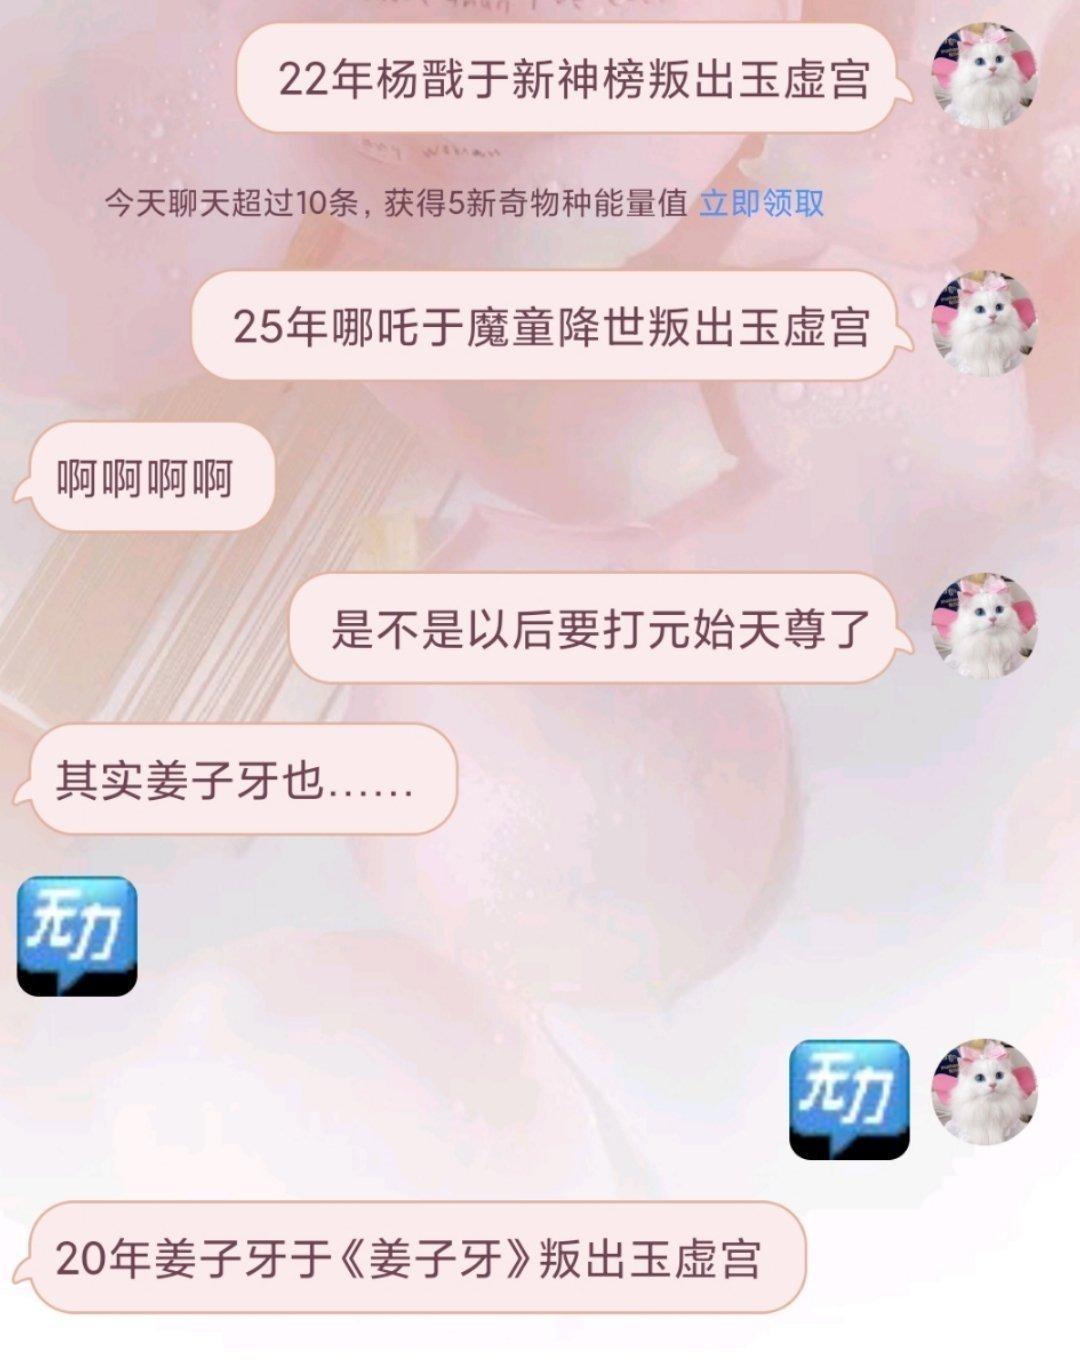 22年杨戬于新神榜叛出玉虚宫
今天聊天超过10条, 获得5新奇物种能量值 立即领取
25年哪吒于魔童降世叛出玉虚宫
啊啊啊啊
是不是以后要打元始天尊了
其实姜子牙也……
无力
无力
20年姜子牙于《姜子牙》叛出玉虚宫